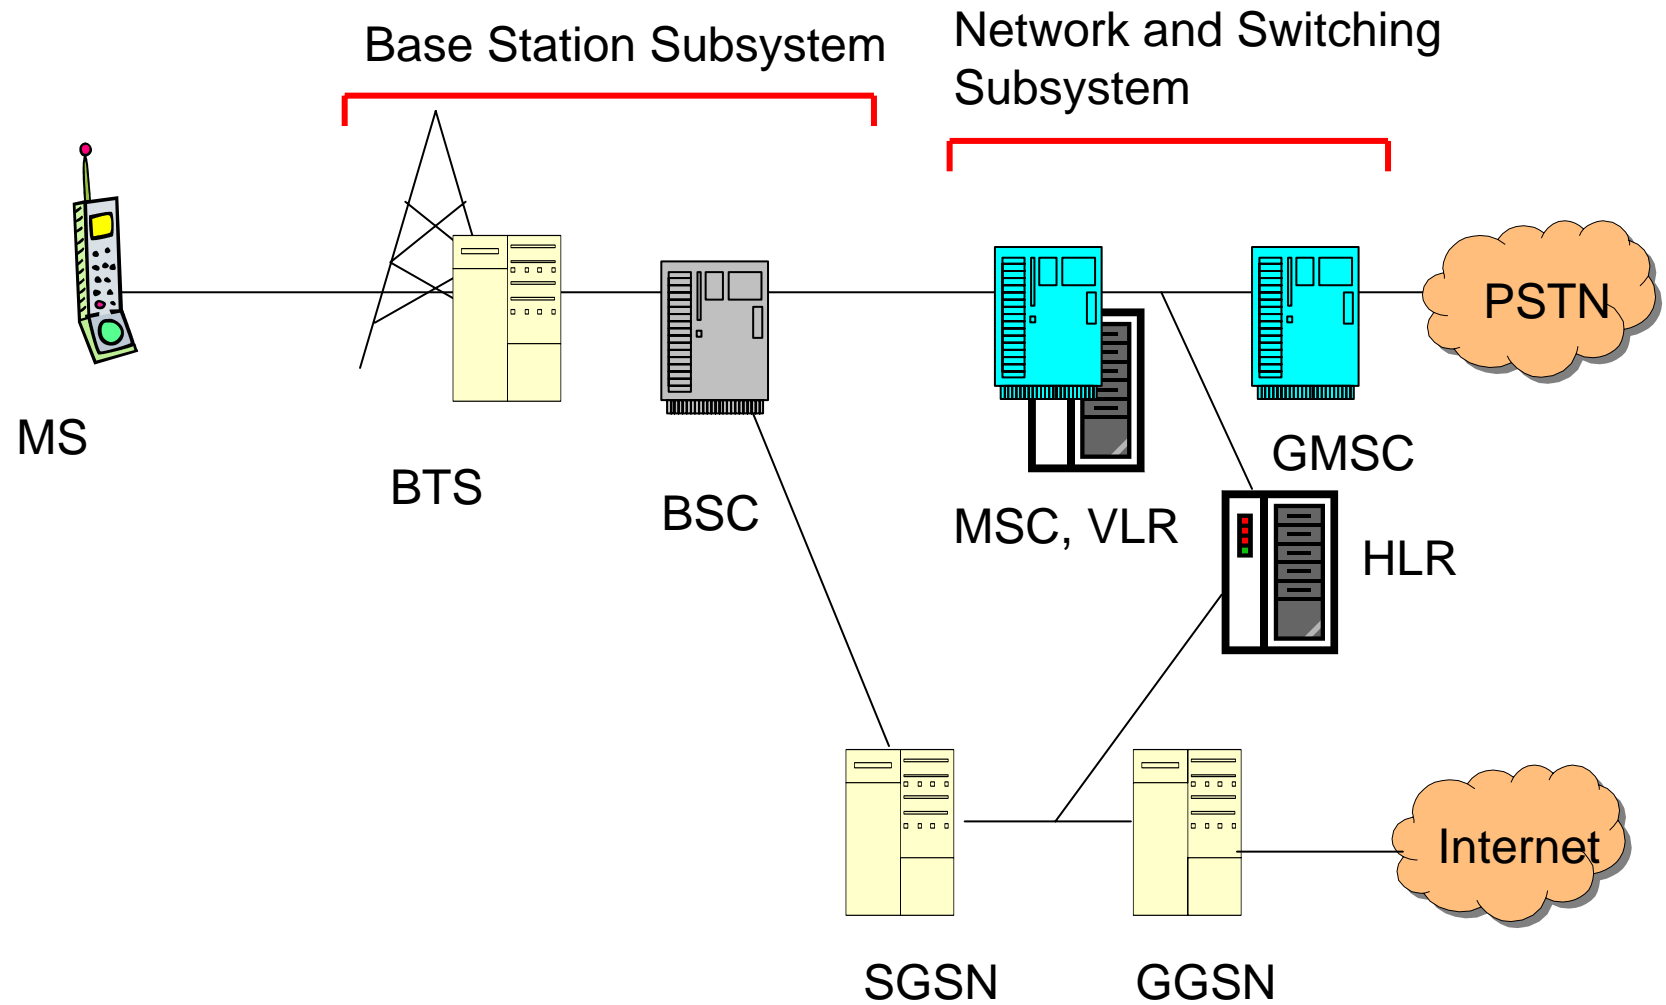 Base Station Subsystem
Network and Switching
Subsystem
PSTN
MS
BTS
BSC
MSC, VLR
GMSC
HLR
Internet
SGSN
GGSN